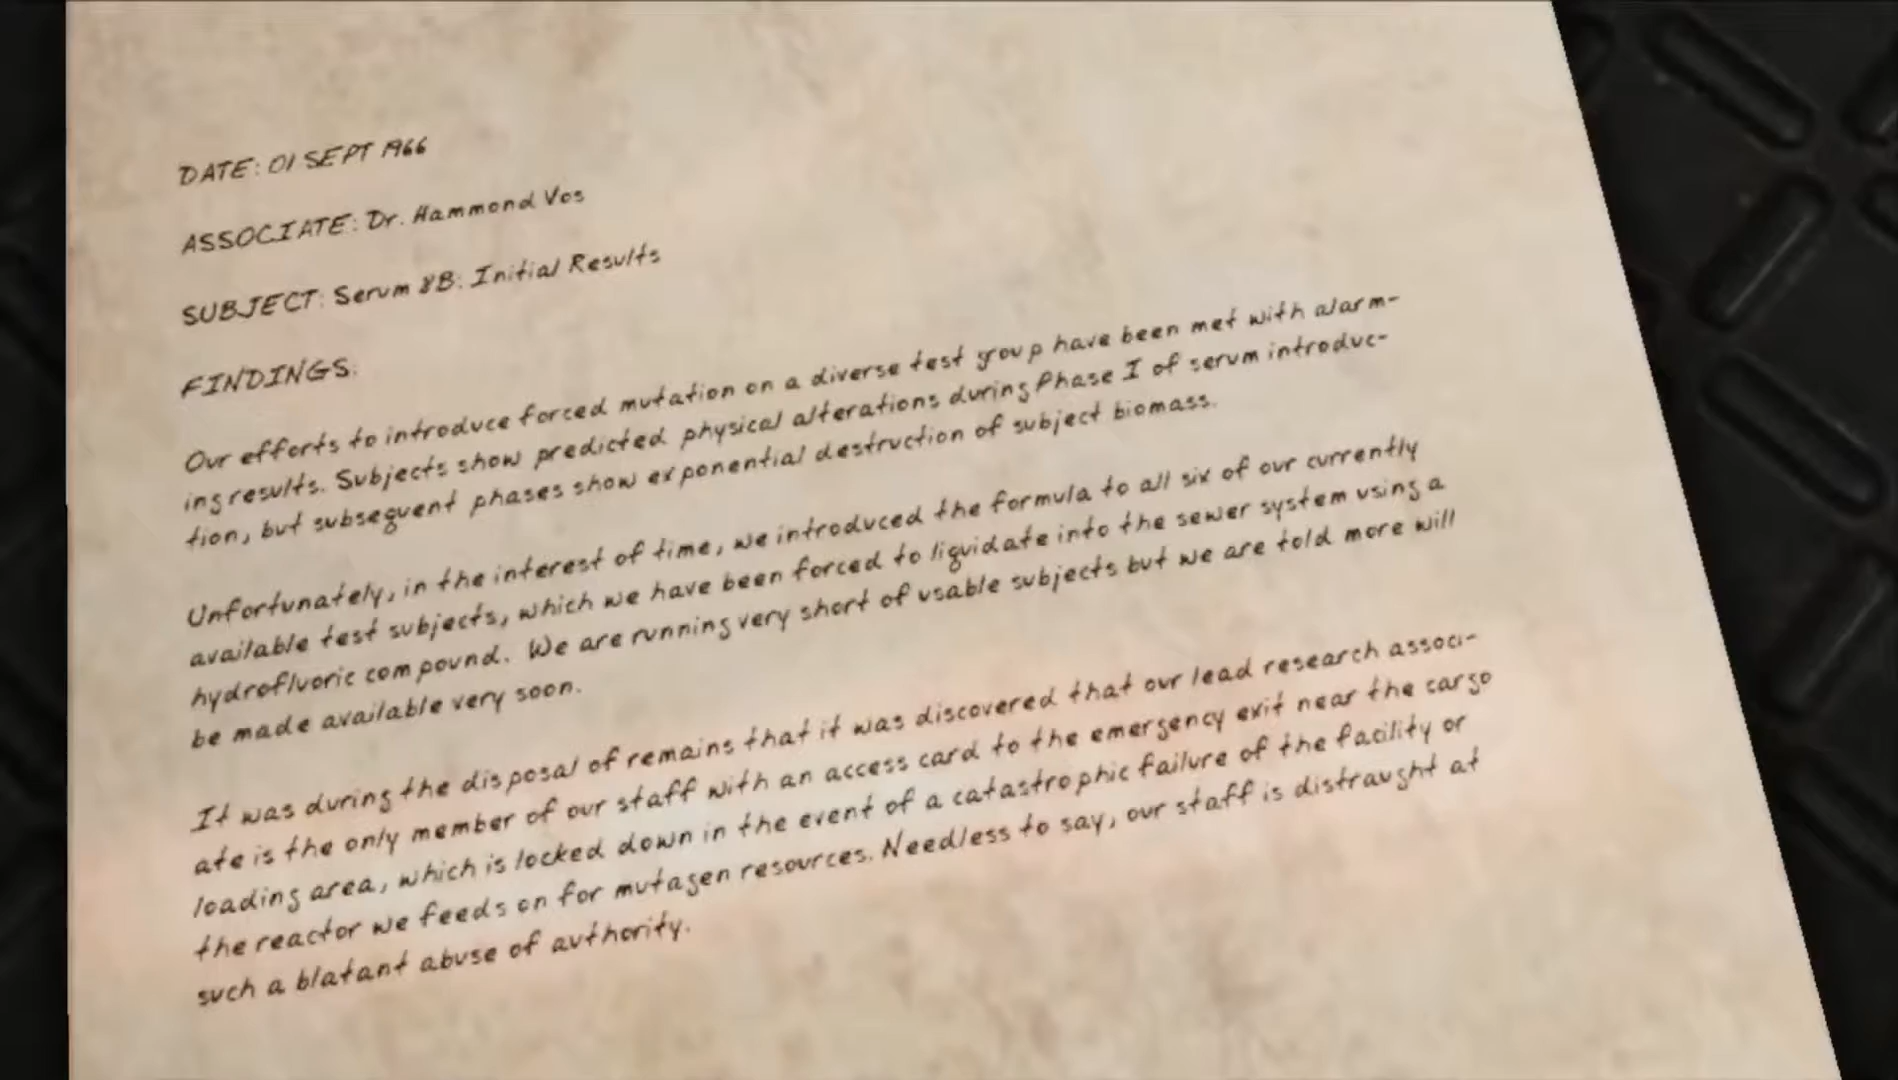 DATE: 01 SEPT 1966
ASSOCIATE: Dr. Hammond Vos
SUBJECT: Serum 8B: Initial Results
FINDINGS:
Our efforts to introduce forced mutation on a diverse test group have been met with alarm-
ing results. Subjects show predicted physical alterations during Phase I of serum introduc-
tion, but subsequent phases show exponential destruction of subject biomass.
Unfortunately, in the interest of time, we introduced the formula to all six of our currently
available test subjects, which we have been forced to liquidate into the sewer system using a
hydrofluoric compound. We are running very short of usable subjects but we are told more will
be made available very soon.
It was during the disposal of remains that it was discovered that our lead research associ-
ate is the only member of our staff with an access card to the emergency exit near the cargo
loading area, which is locked down in the event of a catastrophic failure of the facility or
the reactor we feeds on for mutagen resources. Needless to say, our staff is distraught at
such a blatant abuse of authority.